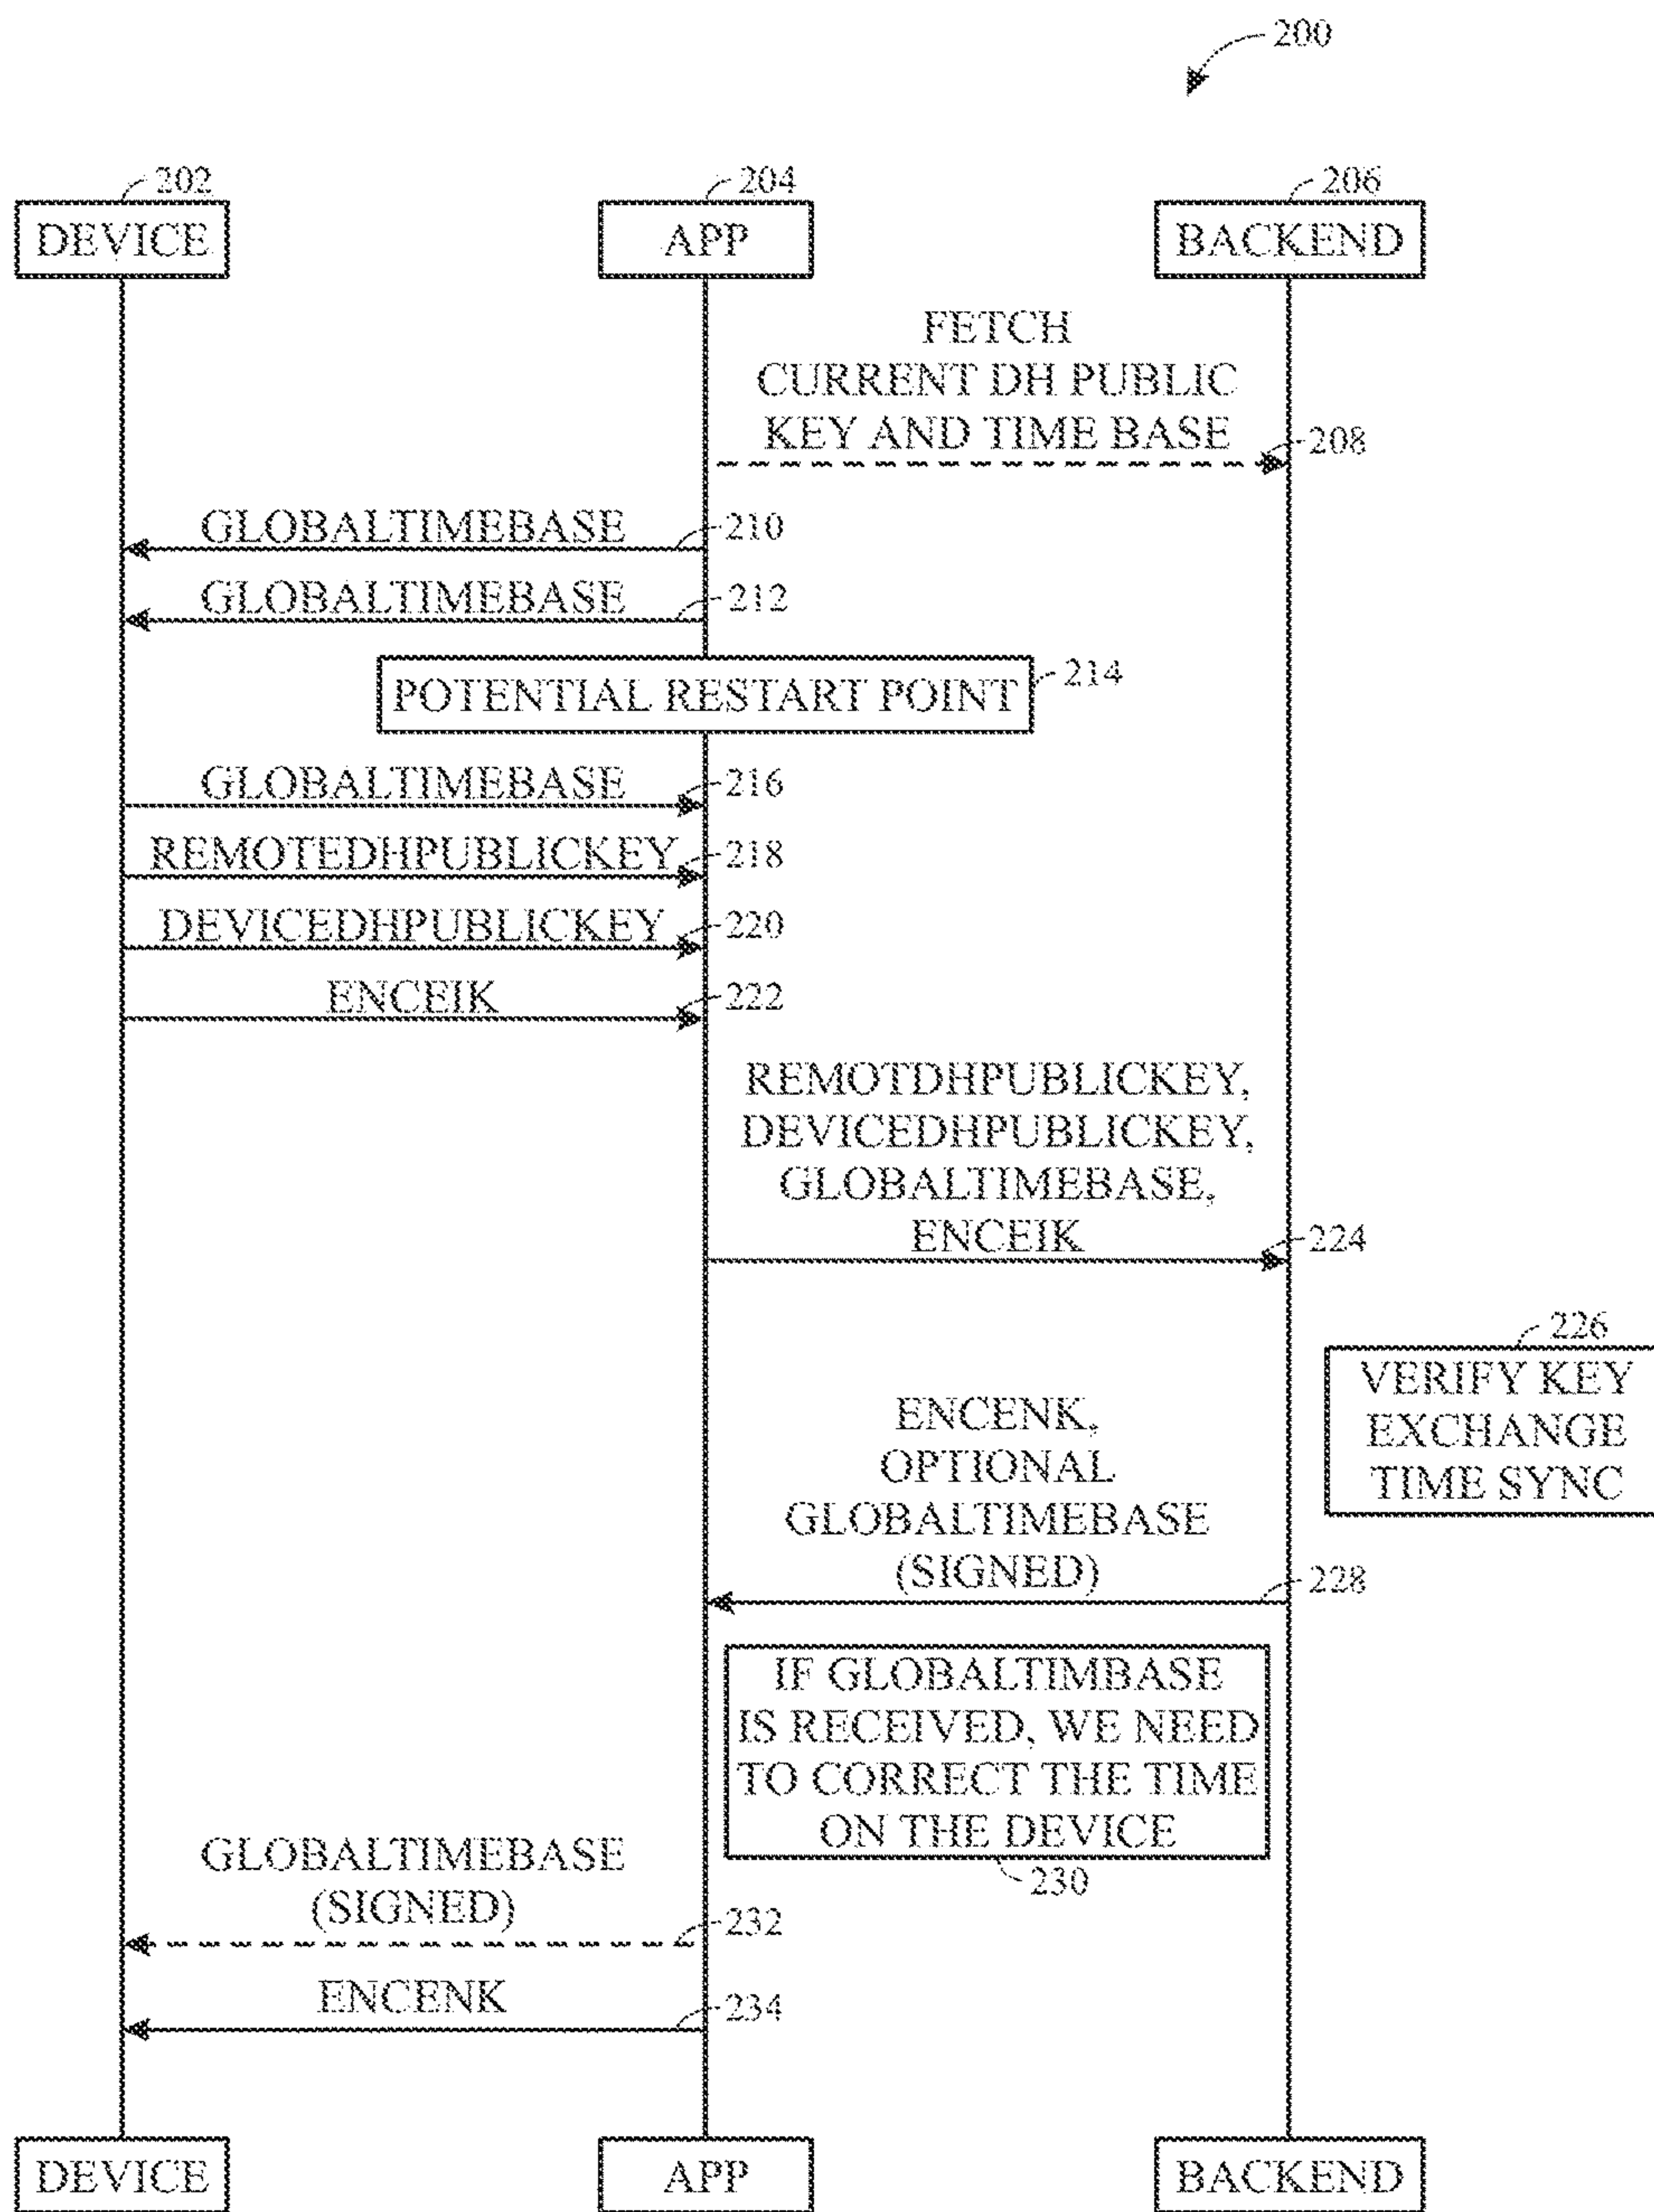 200
202
204
206
DEVICE
APP
BACKEND
FETCH
CURRENT DH PUBLIC
KEY AND TIME BASE
208
GLOBALTIMEBASE
210
GLOBALTIMEBASE
212
POTENTIAL RESTART POINT
214
GLOBALTIMEBASE
216
REMOTEDHPUBLICKEY
218
DEVICEDHPUBLICKEY
220
ENCEIK
222
REMOTDHPUBLICKEY,
DEVICEDHPUBLICKEY,
GLOBALTIMEBASE,
ENCEIK
224
226
VERIFY KEY
EXCHANGE
TIME SYNC
ENCENK,
OPTIONAL
GLOBALTIMEBASE
(SIGNED)
228
IF GLOBALTIMBASE
IS RECEIVED, WE NEED
TO CORRECT THE TIME
ON THE DEVICE
230
GLOBALTIMEBASE
(SIGNED)
232
ENCENK
234
DEVICE
APP
BACKEND